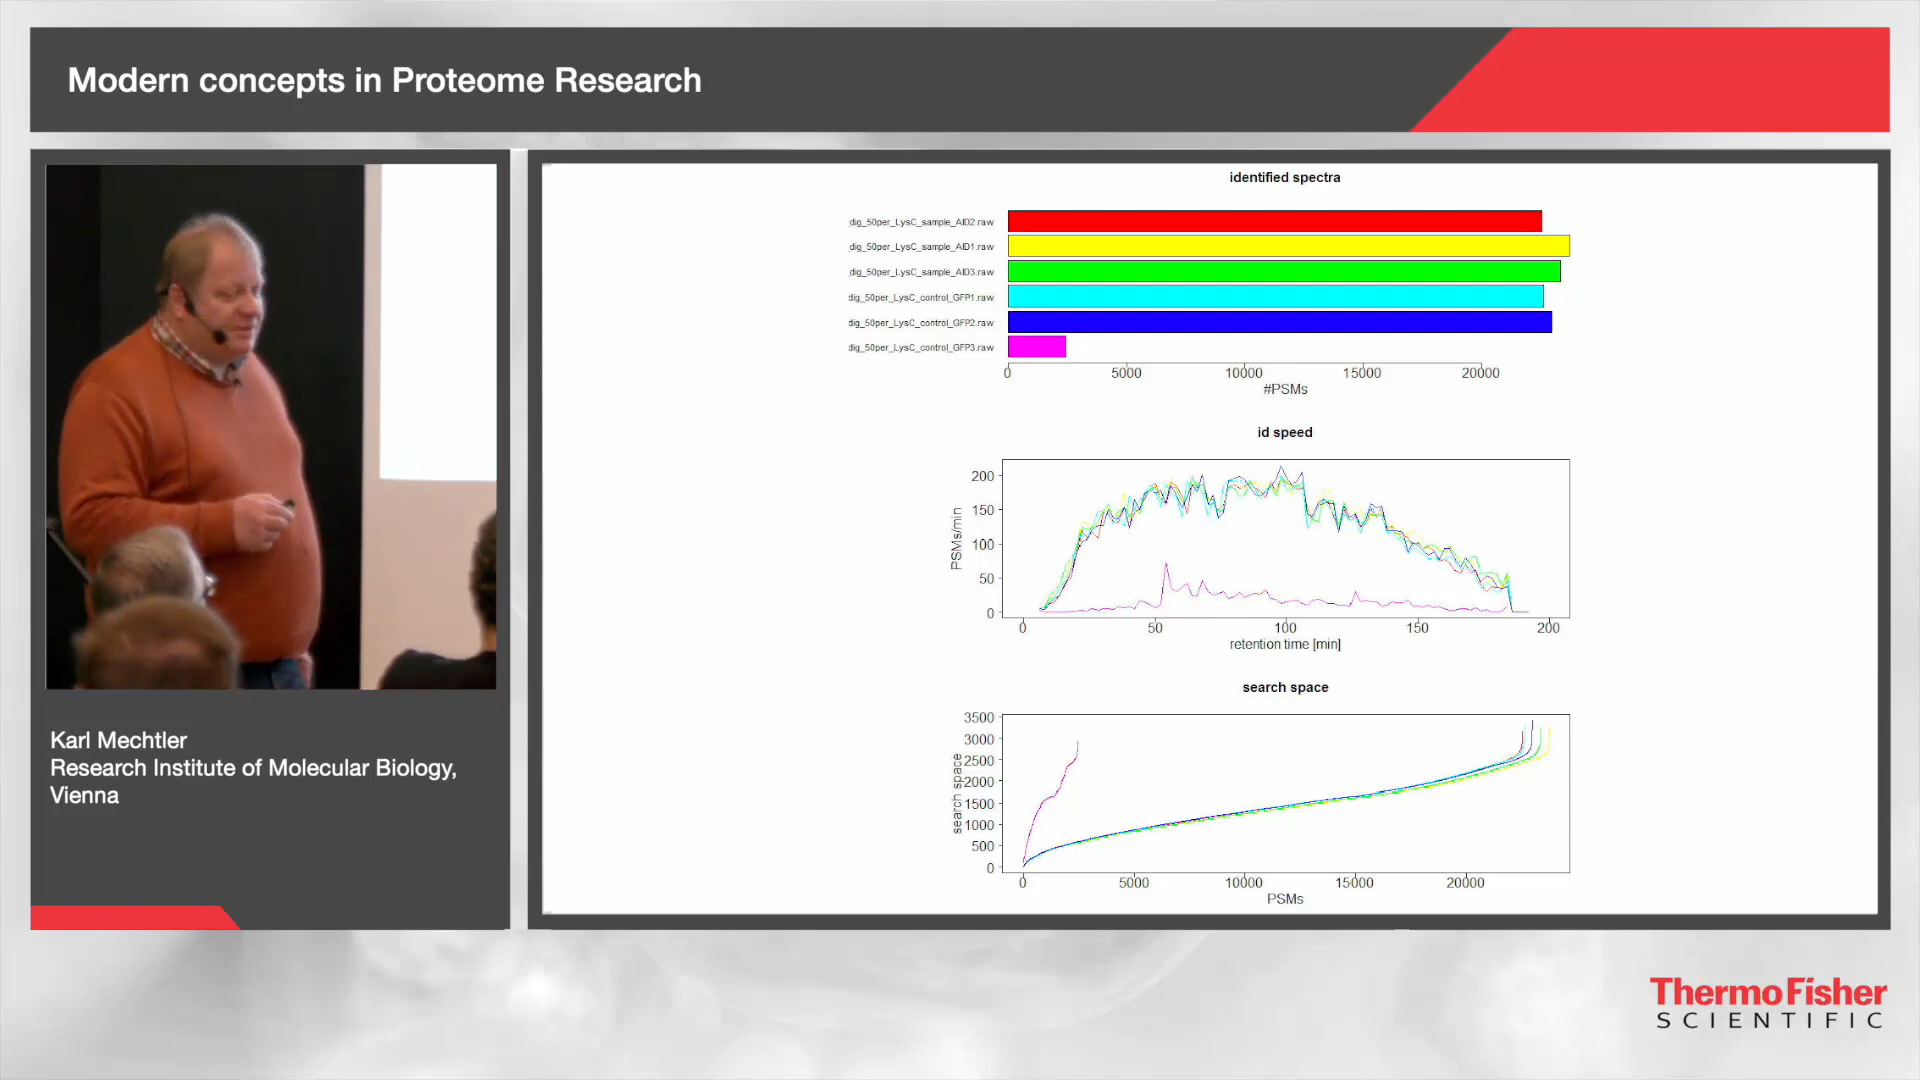 Modern concepts in Proteome Research
Karl Mechtler
Research Institute of Molecular Biology,
Vienna
identified spectra
dig_50per_LysC_sample_AID2.raw
dig_50per_LysC_sample_AID1.raw
dig_50per_LysC_sample_AID3.raw
dig_50per_LysC_control_GFP1.raw
dig_50per_LysC_control_GFP2.raw
dig_50per_LysC_control_GFP3.raw
0 5000 10000 15000 20000
#PSMs
id speed
PSMs/min
200
150
100
50
0
0 50 100 150 200
retention time [min]
search space
search space
3500
3000
2500
2000
1500
1000
500
0
0 5000 10000 15000 20000
PSMs
ThermoFisher
SCIENTIFIC